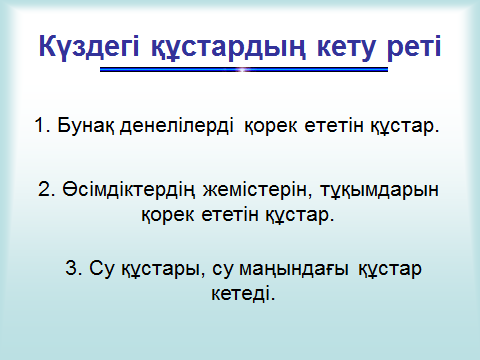 Күздегі құстардың кету реті
1. Бунақ денелілерді қорек ететін құстар.
2. Өсімдіктердің жемістерін, тұқымдарын
қорек ететін құстар.
3. Су құстары, су маңындағы құстар
кетеді.